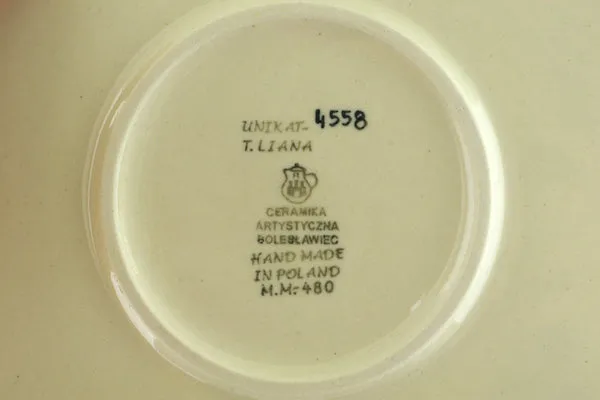 UNIKAT- 4558
T. LIANA
CERAMIKA
ARTYSTYCZNA
BOLESŁAWIEC
HAND MADE
IN POLAND
M.M.-480